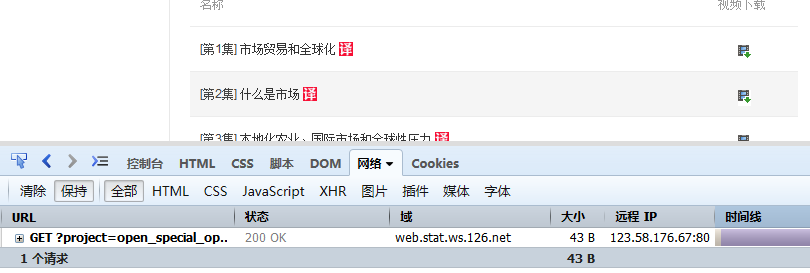 名称 视频下载
[第1集] 市场贸易和全球化 译
[第2集] 什么是市场 译
[第3集] 本地化农业、国际市场和全球性压力 译
控制台 HTML CSS 脚本 DOM 网络 Cookies
清除 保持 全部 HTML CSS JavaScript XHR 图片 插件 媒体 字体
URL 状态 域 大小 远程 IP 时间线
GET ?project=open_special_op.. 200 OK web.stat.ws.126.net 43 B 123.58.176.67:80
1 个请求 43 B